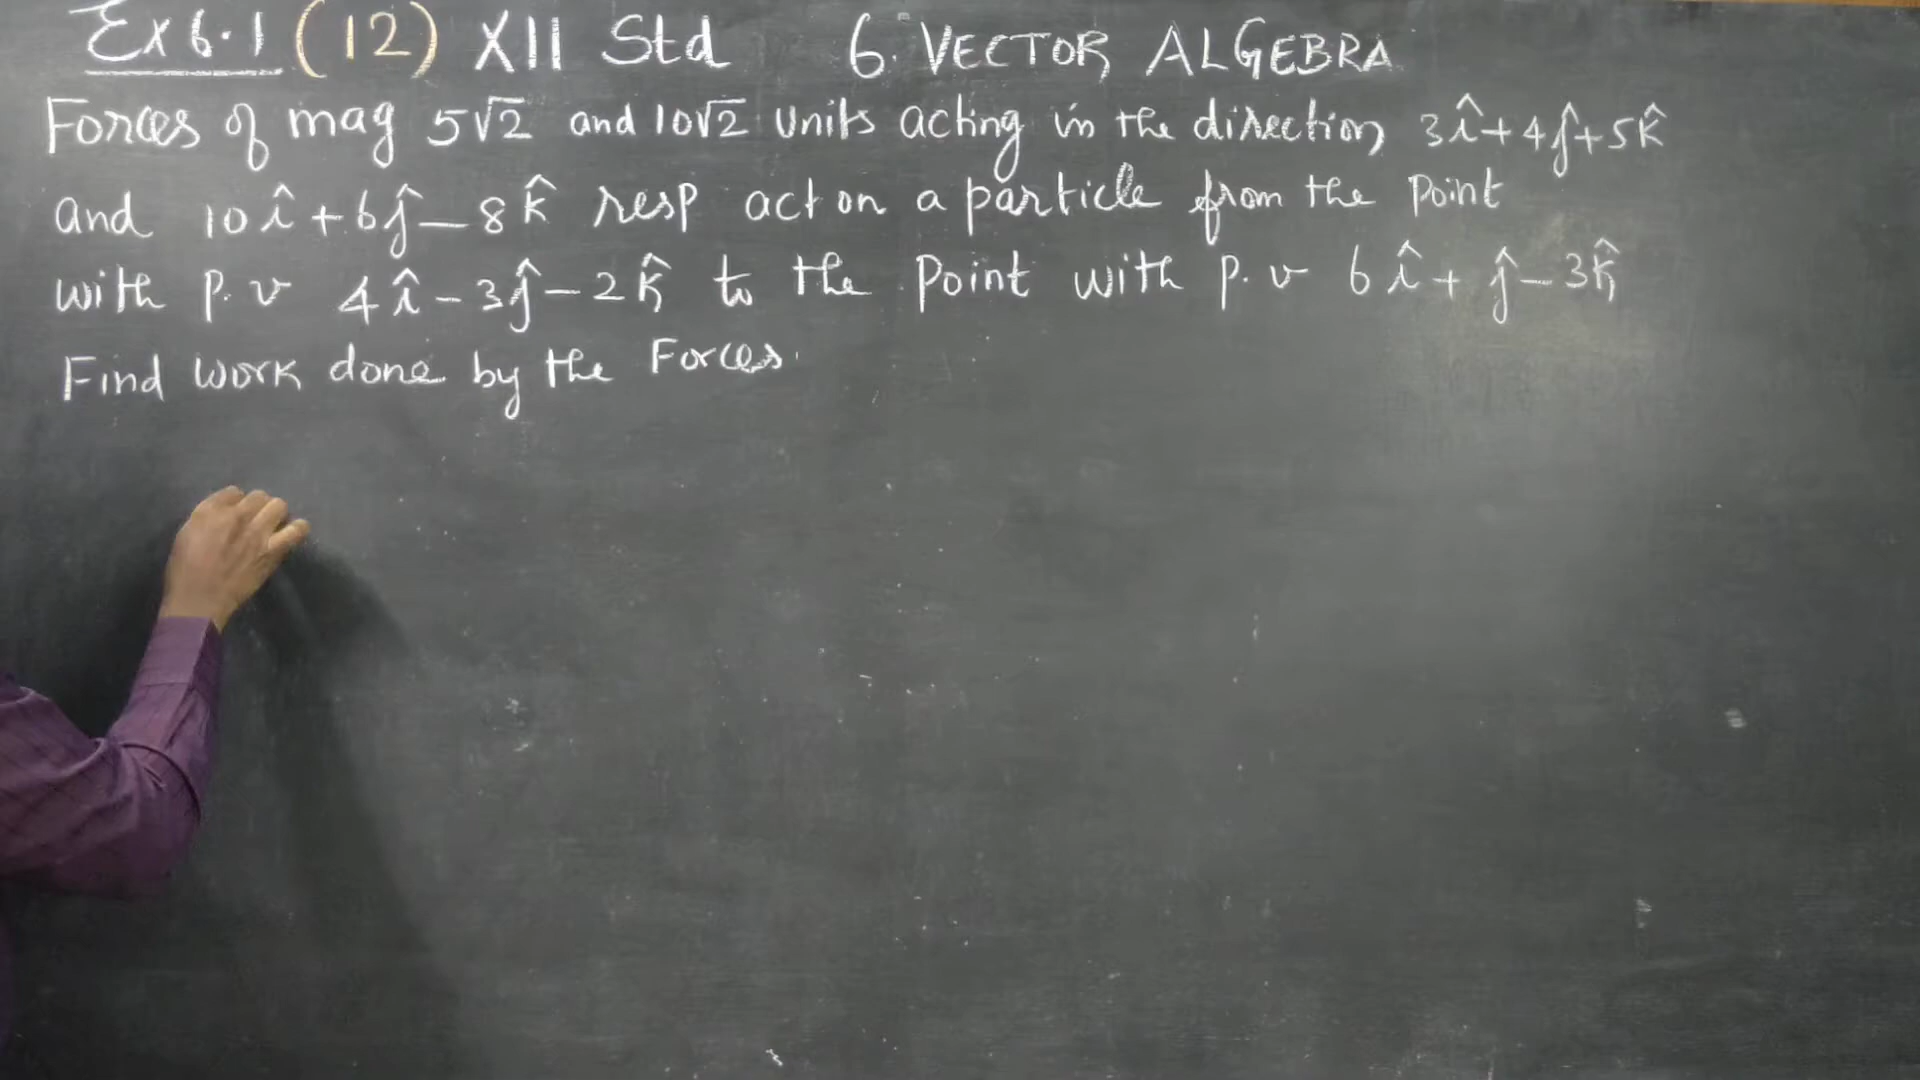 Ex 6.1 (12) XII Std 6. VECTOR ALGEBRA
Forces of mag 5√2 and 10√2 units acting in the direction 3î+4ĵ+5k̂
and 10î+6ĵ-8k̂ resp act on a particle from the point
with p.v 4î-3ĵ-2k̂ to the point with p.v 6î+ĵ-3k̂
Find work done by the Forces.